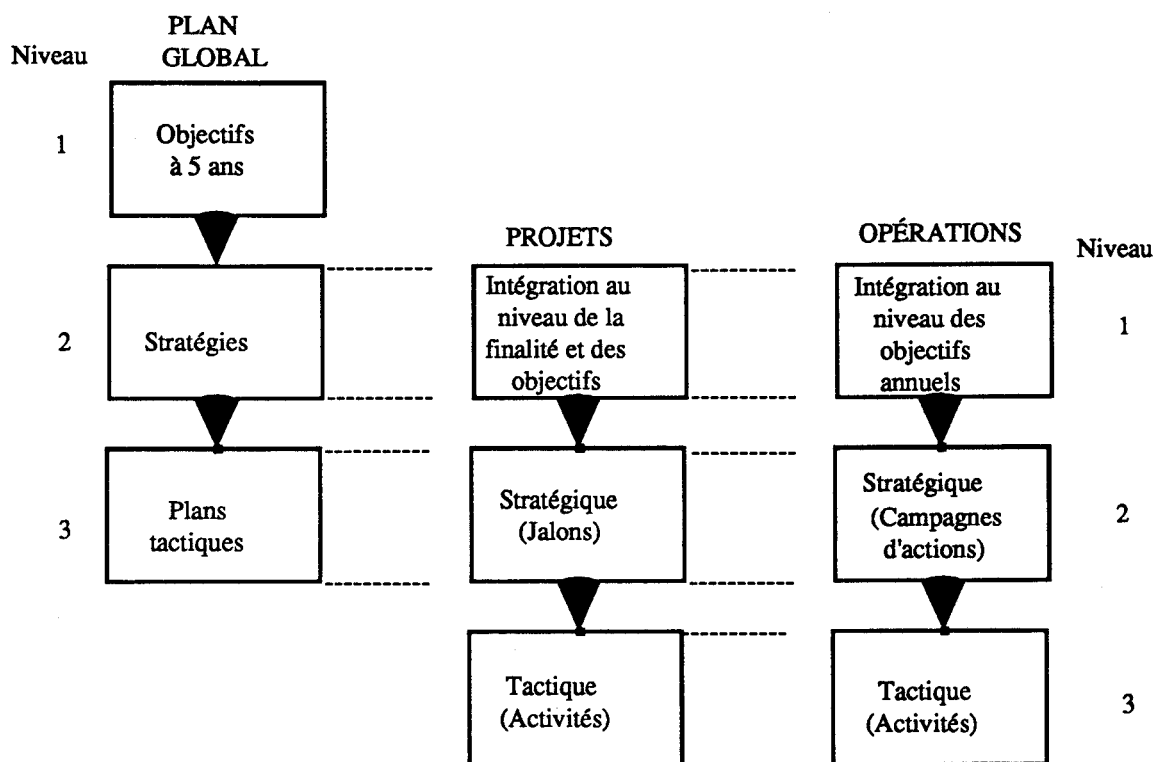 PLAN
GLOBAL
Niveau
1
Objectifs
à 5 ans
2
Stratégies
3
Plans
tactiques
PROJETS
Intégration au
niveau de la
finalité et des
objectifs
Stratégique
(Jalons)
Tactique
(Activités)
OPÉRATIONS
Niveau
Intégration au
niveau des
objectifs
annuels
1
Stratégique
(Campagnes
d'actions)
2
Tactique
(Activités)
3